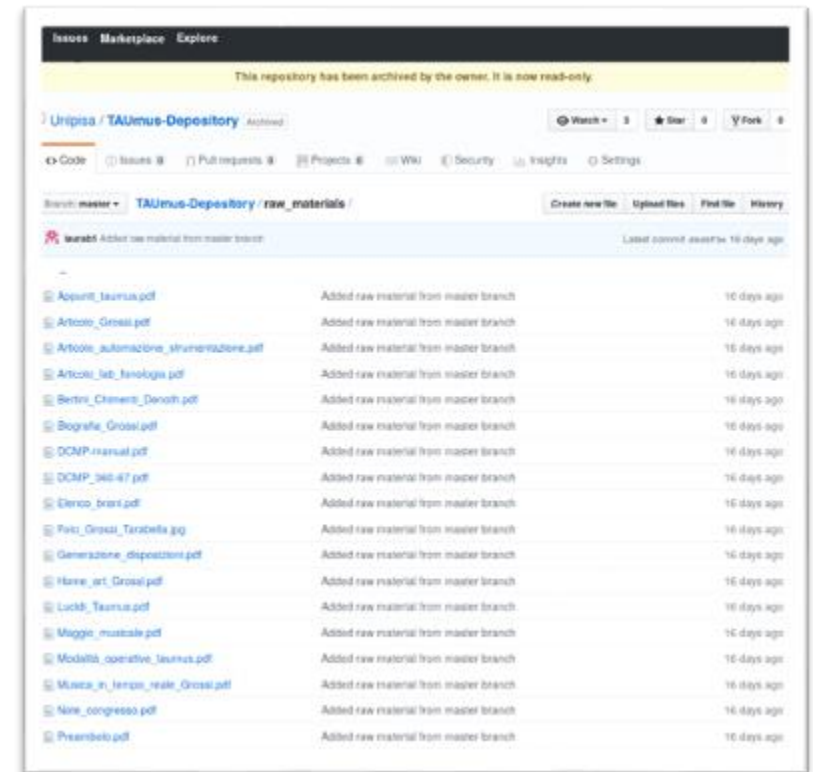 Issues Marketplace Explore
This repository has been archived by the owner. It is now read-only.
Unipisa / TAUmus-Depository Archived
Watch 3 Star 0 Fork 0
Code Issues 0 Pull requests 0 Projects 0 Wiki Security Insights Settings
Branch: master TAUmus-Depository / raw_materials /
Create new file Upload files Find file History
Added raw material from master branch
Latest commit 16 days ago
..
Appunti_taumus.pdf Added raw material from master branch 16 days ago
Articolo_Grossi.pdf Added raw material from master branch 16 days ago
Articolo_automazione_strumentazione.pdf Added raw material from master branch 16 days ago
Articolo_lab_fonologia.pdf Added raw material from master branch 16 days ago
Bertini_Chimenti_Denoth.pdf Added raw material from master branch 16 days ago
Biografia_Grossi.pdf Added raw material from master branch 16 days ago
DCMP-manual.pdf Added raw material from master branch 16 days ago
DCMP_360-67.pdf Added raw material from master branch 16 days ago
Elenco_brani.pdf Added raw material from master branch 16 days ago
Foto_Grossi_Tarabella.jpg Added raw material from master branch 16 days ago
Generazione_disposizioni.pdf Added raw material from master branch 16 days ago
Home_art_Grossi.pdf Added raw material from master branch 16 days ago
Lucidi_Taumus.pdf Added raw material from master branch 16 days ago
Maggio_musicale.pdf Added raw material from master branch 16 days ago
Modalità_operative_taumus.pdf Added raw material from master branch 16 days ago
Musica_in_tempo_reale_Grossi.pdf Added raw material from master branch 16 days ago
Note_congresso.pdf Added raw material from master branch 16 days ago
Preambolo.pdf Added raw material from master branch 16 days ago